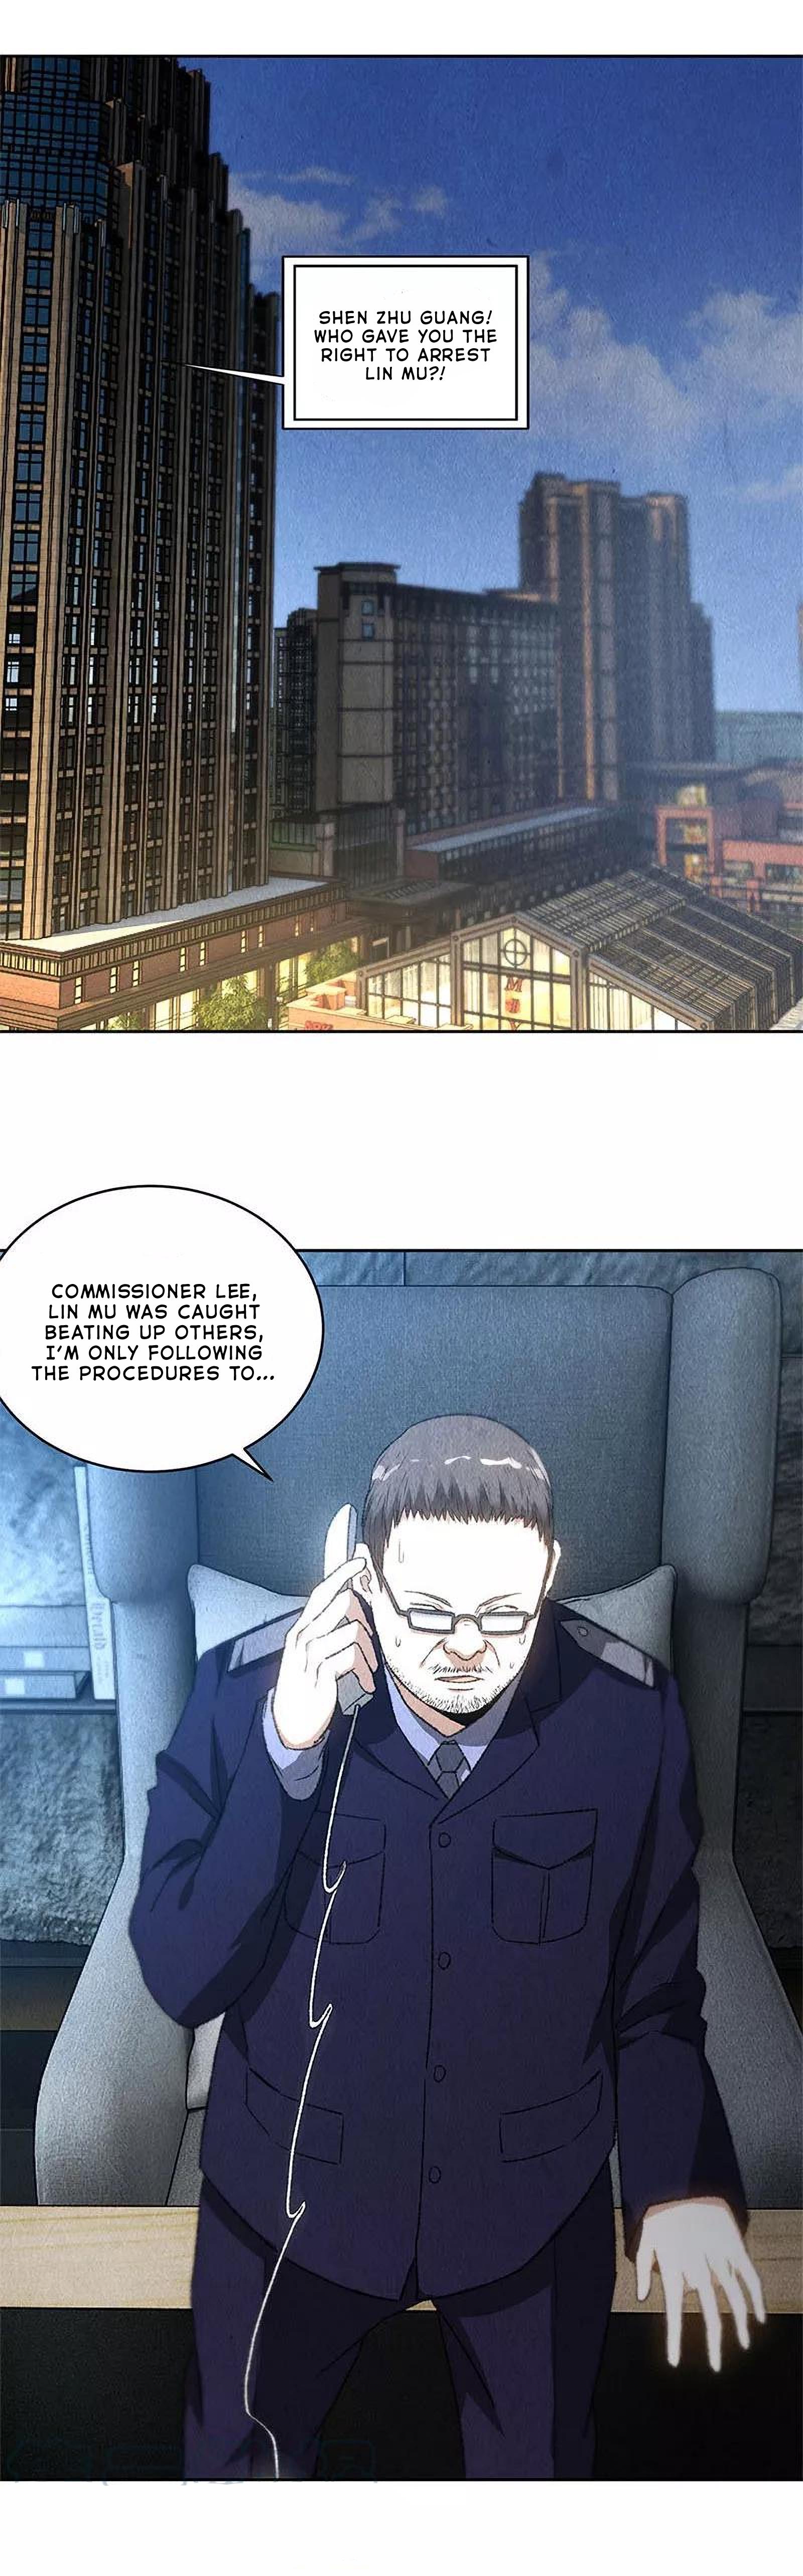 SHEN ZHU GUANG!
WHO GAVE YOU THE
RIGHT TO ARREST
LIN MU?!
COMMISSIONER LEE,
LIN MU WAS CAUGHT
BEATING UP OTHERS,
I'M ONLY FOLLOWING
THE PROCEDURES TO...